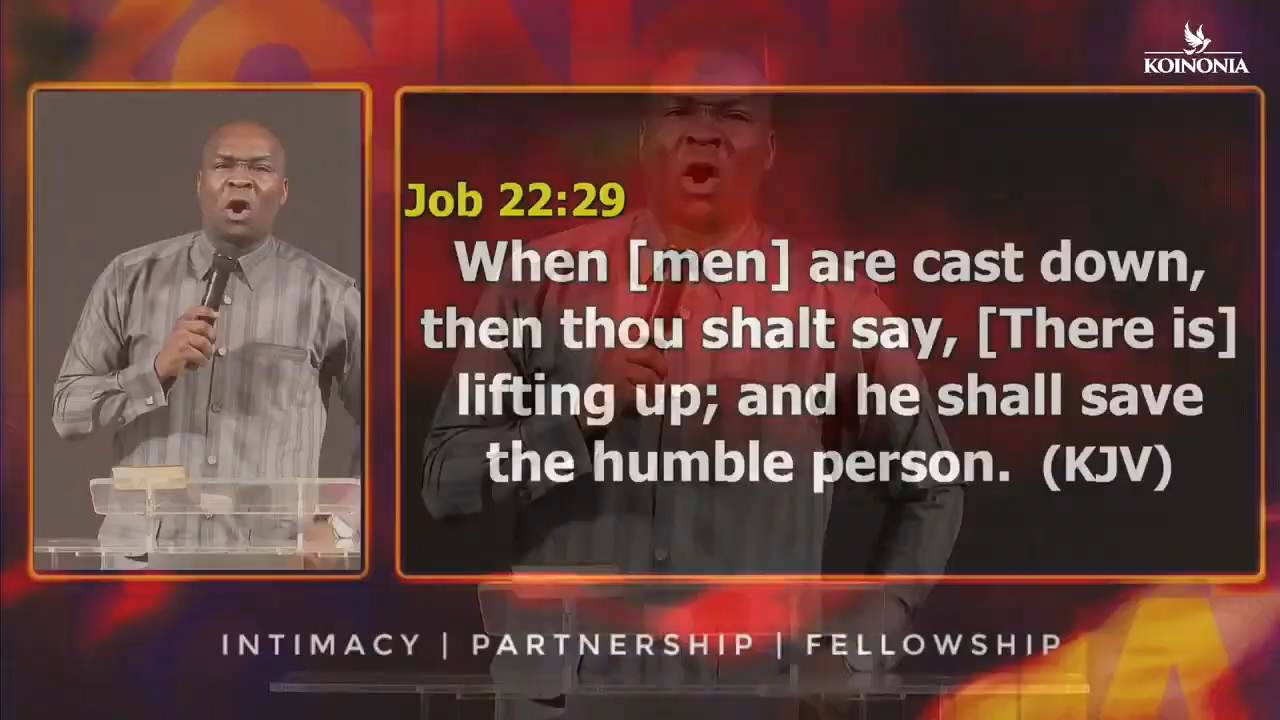 KOINONIA
Job 22:29
When [men] are cast down,
then thou shalt say, [There is]
lifting up; and he shall save
the humble person. (KJV)
INTIMACY | PARTNERSHIP | FELLOWSHIP